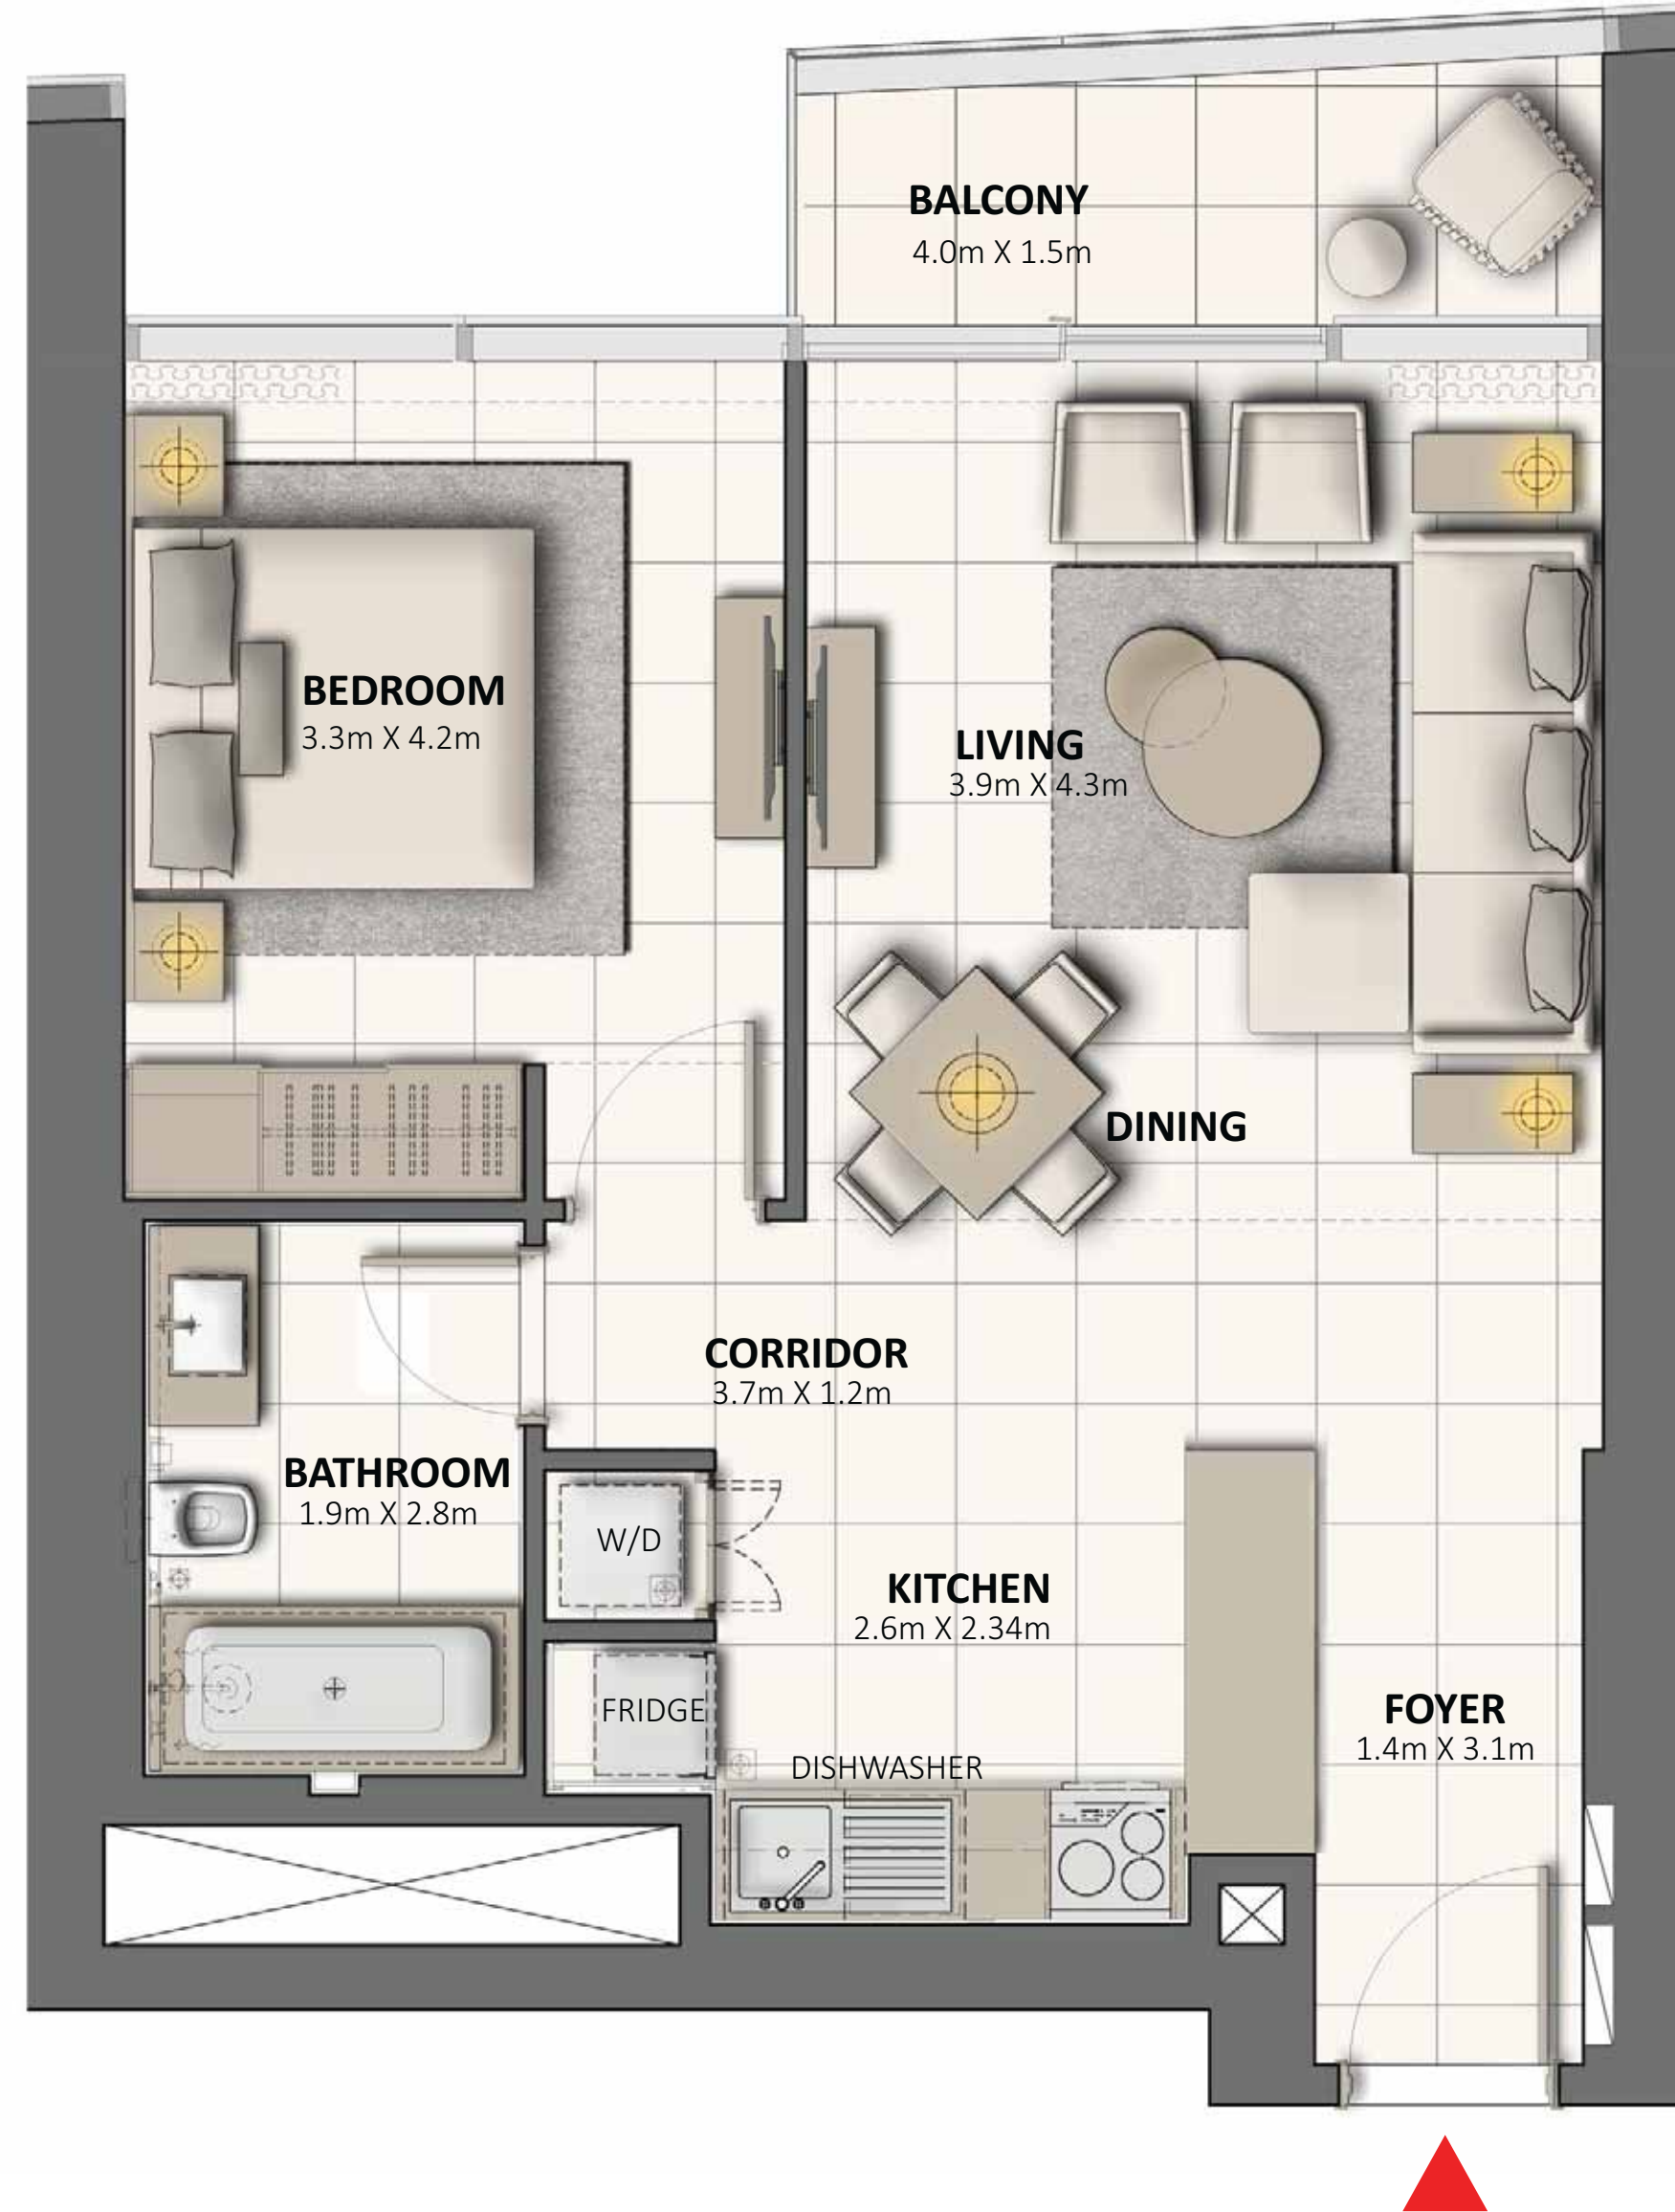 BALCONY
4.0m X 1.5m
BEDROOM
3.3m X 4.2m
LIVING
3.9m X 4.3m
DINING
CORRIDOR
3.7m X 1.2m
BATHROOM
1.9m X 2.8m
W/D
KITCHEN
2.6m X 2.34m
FRIDGE
FOYER
1.4m X 3.1m
DISHWASHER